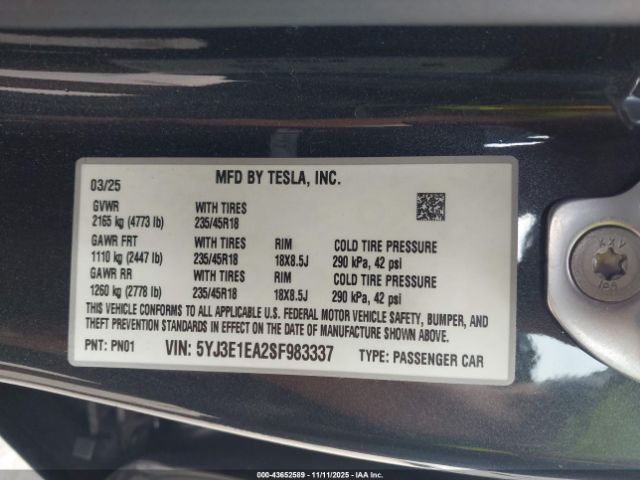 MFD BY TESLA, INC.
03/25
GVWR WITH TIRES
2165 kg (4773 lb) 235/45R18
GAWR FRT WITH TIRES RIM COLD TIRE PRESSURE
1110 kg (2447 lb) 235/45R18 18X8.5J 290 kPa, 42 psi
GAWR RR WITH TIRES RIM COLD TIRE PRESSURE
1260 kg (2778 lb) 235/45R18 18X8.5J 290 kPa, 42 psi
THIS VEHICLE CONFORMS TO ALL APPLICABLE U.S. FEDERAL MOTOR VEHICLE SAFETY, BUMPER, AND
THEFT PREVENTION STANDARDS IN EFFECT ON THE DATE OF MANUFACTURE SHOWN ABOVE.
PNT: PN01 VIN: 5YJ3E1EA2SF983337 TYPE: PASSENGER CAR
00-43652589 - 11/11/2025 - IAA Inc.